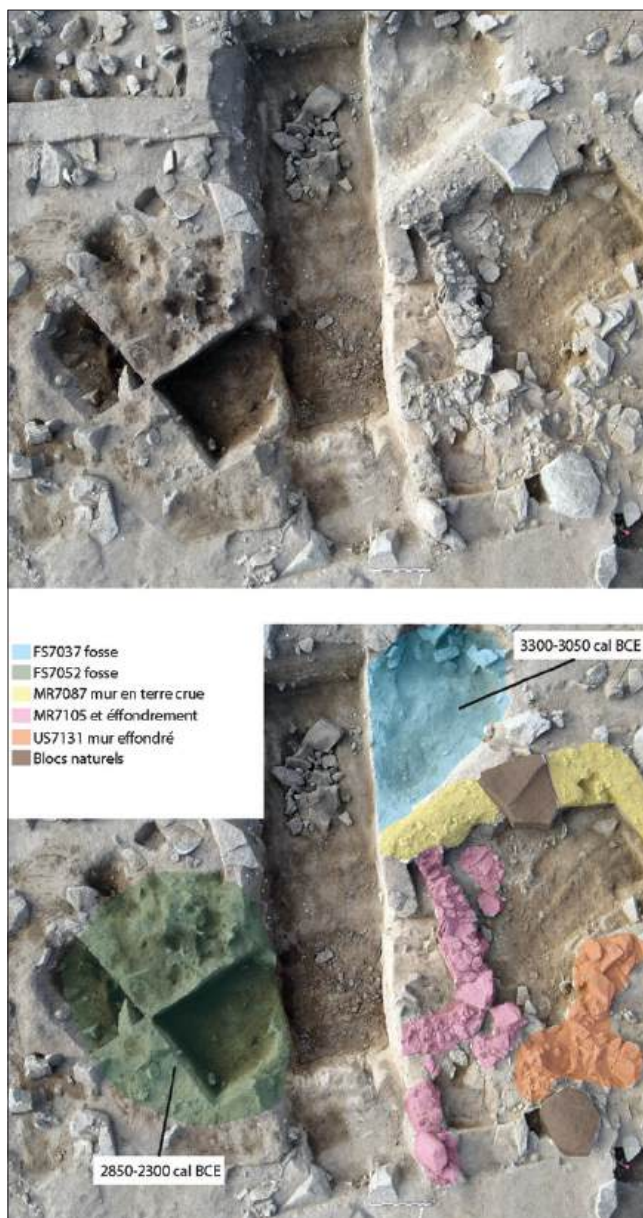 FS7037 fosse
FS7052 fosse
MR7087 mur en terre crue
MR7105 et éffondrement
US7131 mur effondré
Blocs naturels
3300-3050 cal BCE
2850-2300 cal BCE